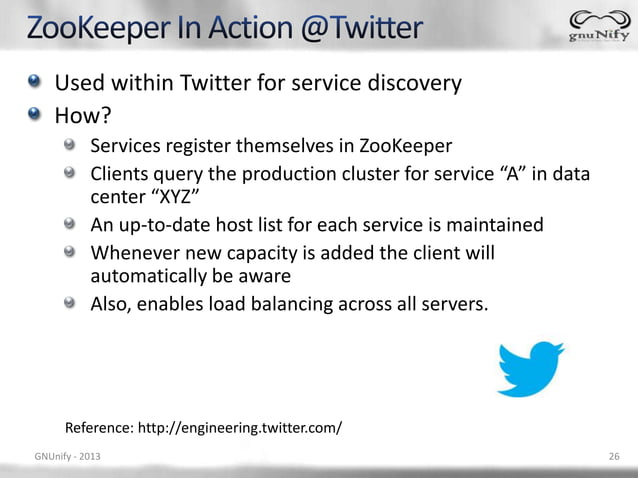 ZooKeeper In Action @Twitter
gnuNify
Used within Twitter for service discovery
How?
Services register themselves in ZooKeeper
Clients query the production cluster for service “A” in data
center “XYZ”
An up-to-date host list for each service is maintained
Whenever new capacity is added the client will
automatically be aware
Also, enables load balancing across all servers.
Reference: http://engineering.twitter.com/
GNUnify - 2013
26